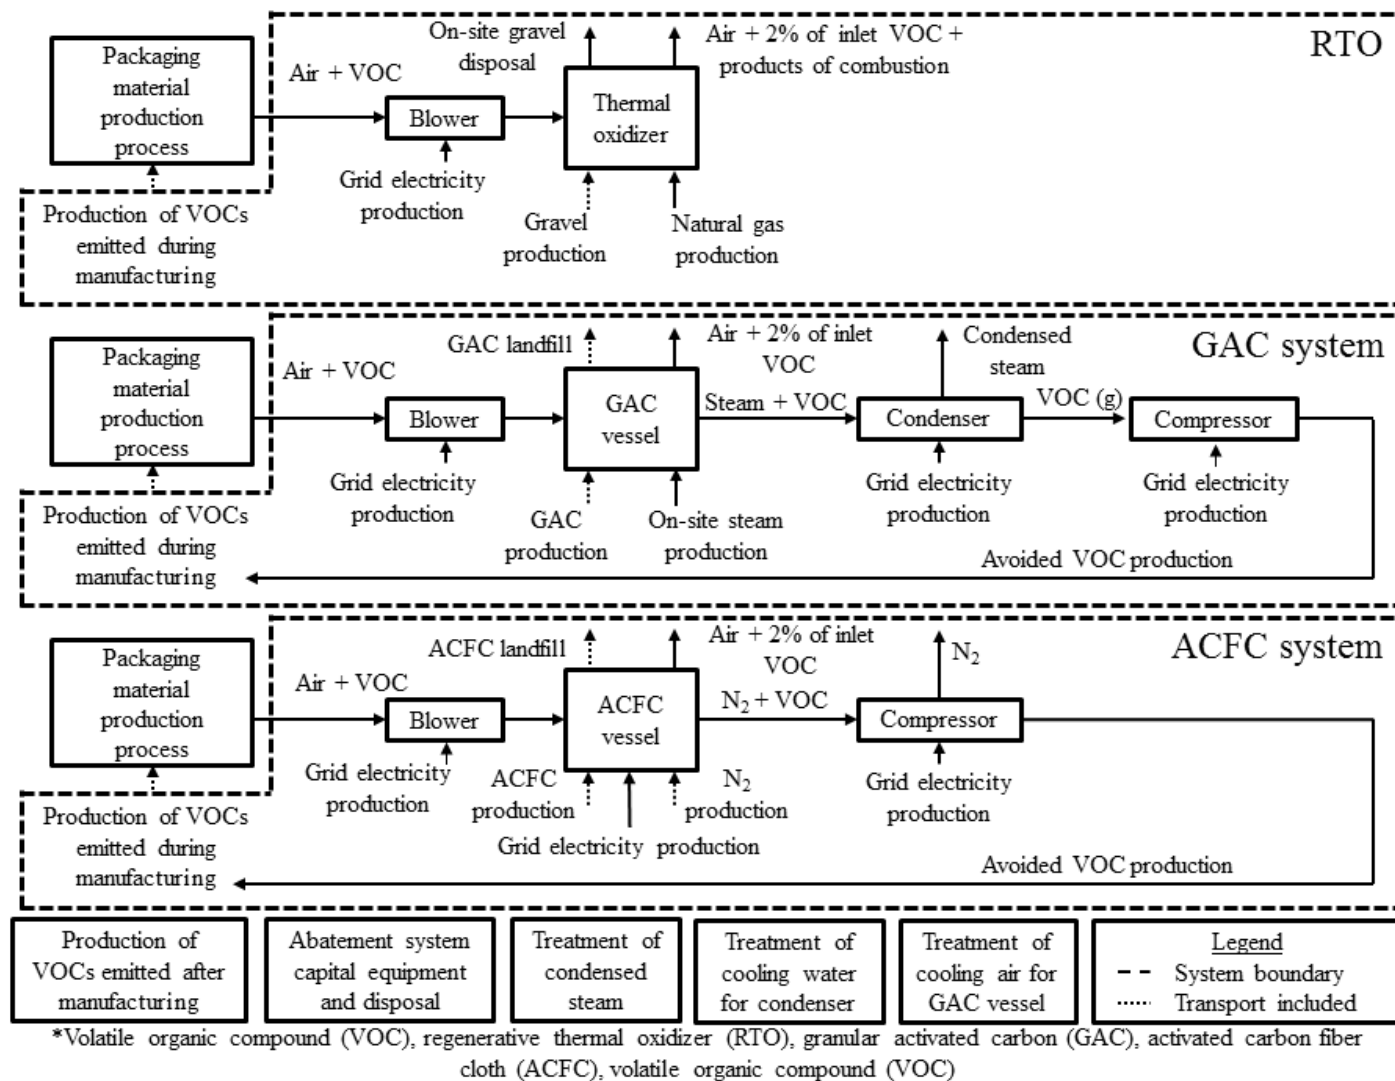 RTO
Packaging
material
production
process
Air + VOC
Blower
Grid electricity
production
On-site gravel
disposal
Thermal
oxidizer
Air + 2% of inlet VOC +
products of combustion
Gravel
production
Natural gas
production
Production of VOCs
emitted during
manufacturing
GAC system
Packaging
material
production
process
Air + VOC
Blower
Grid electricity
production
GAC landfill
GAC
vessel
Air + 2% of inlet
VOC
GAC
production
On-site steam
production
Steam + VOC
Condenser
Condensed
steam
Grid electricity
production
VOC (g)
Compressor
Grid electricity
production
Production of VOCs
emitted during
manufacturing
Avoided VOC production
ACFC system
Packaging
material
production
process
Air + VOC
Blower
Grid electricity
production
ACFC landfill
ACFC
vessel
Air + 2% of inlet
VOC
ACFC
production
N2
production
Grid electricity production
N2 + VOC
Compressor
N2
Grid electricity
production
Production of VOCs
emitted during
manufacturing
Avoided VOC production
Production of
VOCs emitted after
manufacturing
Abatement system
capital equipment
and disposal
Treatment of
condensed
steam
Treatment of
cooling water
for condenser
Treatment of
cooling air for
GAC vessel
Legend
System boundary
Transport included
*Volatile organic compound (VOC), regenerative thermal oxidizer (RTO), granular activated carbon (GAC), activated carbon fiber
cloth (ACFC), volatile organic compound (VOC)